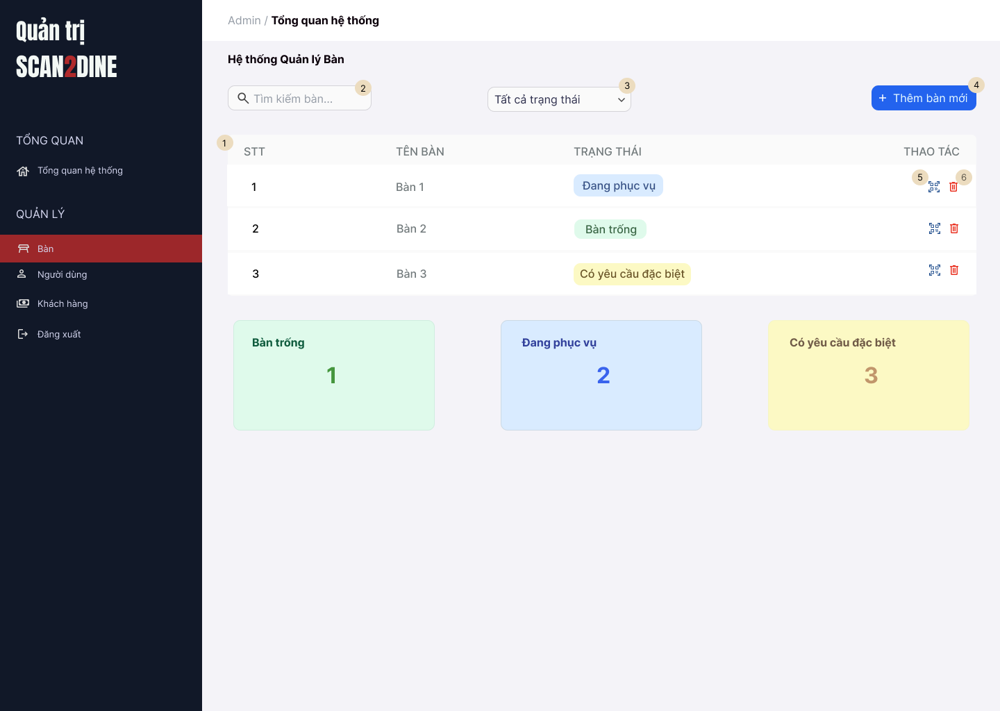 Quản trị
SCAN2DINE
TỔNG QUAN
Tổng quan hệ thống
QUẢN LÝ
Bàn
Người dùng
Khách hàng
Đăng xuất
Admin / Tổng quan hệ thống
Hệ thống Quản lý Bàn
Tìm kiếm bàn... 2
Tất cả trạng thái 3
+ Thêm bàn mới 4
1 STT TÊN BÀN TRẠNG THÁI THAO TÁC
1 Bàn 1 Đang phục vụ 5 6
2 Bàn 2 Bàn trống
3 Bàn 3 Có yêu cầu đặc biệt
Bàn trống
1
Đang phục vụ
2
Có yêu cầu đặc biệt
3